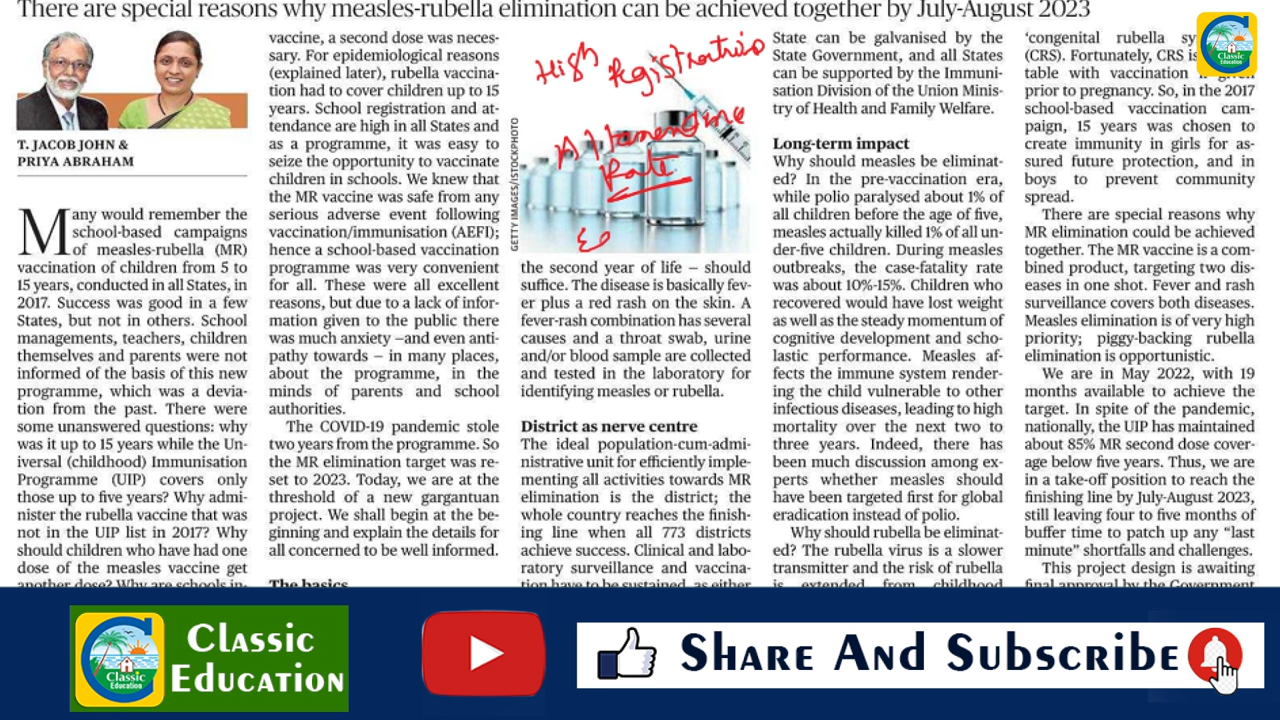 There are special reasons why measles-rubella elimination can be achieved together by July-August 2023
T. JACOB JOHN &
PRIYA ABRAHAM
Many would remember the
school-based campaigns
of measles-rubella (MR)
vaccination of children from 5 to
15 years, conducted in all States, in
2017. Success was good in a few
States, but not in others. School
managements, teachers, children
themselves and parents were not
informed of the basis of this new
programme, which was a devia-
tion from the past. There were
some unanswered questions: why
was it up to 15 years while the Un-
iversal (childhood) Immunisation
Programme (UIP) covers only
those up to five years? Why admi-
nister the rubella vaccine that was
not in the UIP list in 2017? Why
should children who have had one
dose of the measles vaccine get
another dose? Why are schools in-
vaccine, a second dose was neces-
sary. For epidemiological reasons
(explained later), rubella vaccina-
tion had to cover children up to 15
years. School registration and at-
tendance are high in all States and
as a programme, it was easy to
seize the opportunity to vaccinate
children in schools. We knew that
the MR vaccine was safe from any
serious adverse event following
vaccination/immunisation (AEFI);
hence a school-based vaccination
programme was very convenient
for all. These were all excellent
reasons, but due to a lack of infor-
mation given to the public there
was much anxiety –and even anti-
pathy towards – in many places,
about the programme, in the
minds of parents and school
authorities.
The COVID-19 pandemic stole
two years from the programme. So
the MR elimination target was re-
set to 2023. Today, we are at the
threshold of a new gargantuan
project. We shall begin at the be-
ginning and explain the details for
all concerned to be well informed.
The basics
High
Rate
GETTY IMAGES/ISTOCKPHOTO
the second year of life – should
suffice. The disease is basically fev-
er plus a red rash on the skin. A
fever-rash combination has several
causes and a throat swab, urine
and/or blood sample are collected
and tested in the laboratory for
identifying measles or rubella.
District as nerve centre
The ideal population-cum-admi-
nistrative unit for efficiently imple-
menting all activities towards MR
elimination is the district; the
whole country reaches the finish-
ing line when all 773 districts
achieve success. Clinical and labo-
ratory surveillance and vaccina-
tion have to be sustained, as either
State can be galvanised by the
State Government, and all States
can be supported by the Immuni-
sation Division of the Union Minis-
try of Health and Family Welfare.
Long-term impact
Why should measles be eliminat-
ed? In the pre-vaccination era,
while polio paralysed about 1% of
all children before the age of five,
measles actually killed 1% of all un-
der-five children. During measles
outbreaks, the case-fatality rate
was about 10%-15%. Children who
recovered would have lost weight
as well as the steady momentum of
cognitive development and scho-
lastic performance. Measles af-
fects the immune system render-
ing the child vulnerable to other
infectious diseases, leading to high
mortality over the next two to
three years. Indeed, there has
been much discussion among ex-
perts whether measles should
have been targeted first for global
eradication instead of polio.
Why should rubella be eliminat-
ed? The rubella virus is a slower
transmitter and the risk of rubella
is extended from childhood
'congenital rubella sy
(CRS). Fortunately, CRS is
table with vaccination
prior to pregnancy. So, in the 2017
school-based vaccination cam-
paign, 15 years was chosen to
create immunity in girls for as-
sured future protection, and in
boys to prevent community
spread.
There are special reasons why
MR elimination could be achieved
together. The MR vaccine is a com-
bined product, targeting two dis-
eases in one shot. Fever and rash
surveillance covers both diseases.
Measles elimination is of very high
priority; piggy-backing rubella
elimination is opportunistic.
We are in May 2022, with 19
months available to achieve the
target. In spite of the pandemic,
nationally, the UIP has maintained
about 85% MR second dose cover-
age below five years. Thus, we are
in a take-off position to reach the
finishing line by July-August 2023,
still leaving four to five months of
buffer time to patch up any "last
minute" shortfalls and challenges.
This project design is awaiting
final approval by the Government
Classic
Education
Classic
Education
Classic
Education
Share And Subscribe